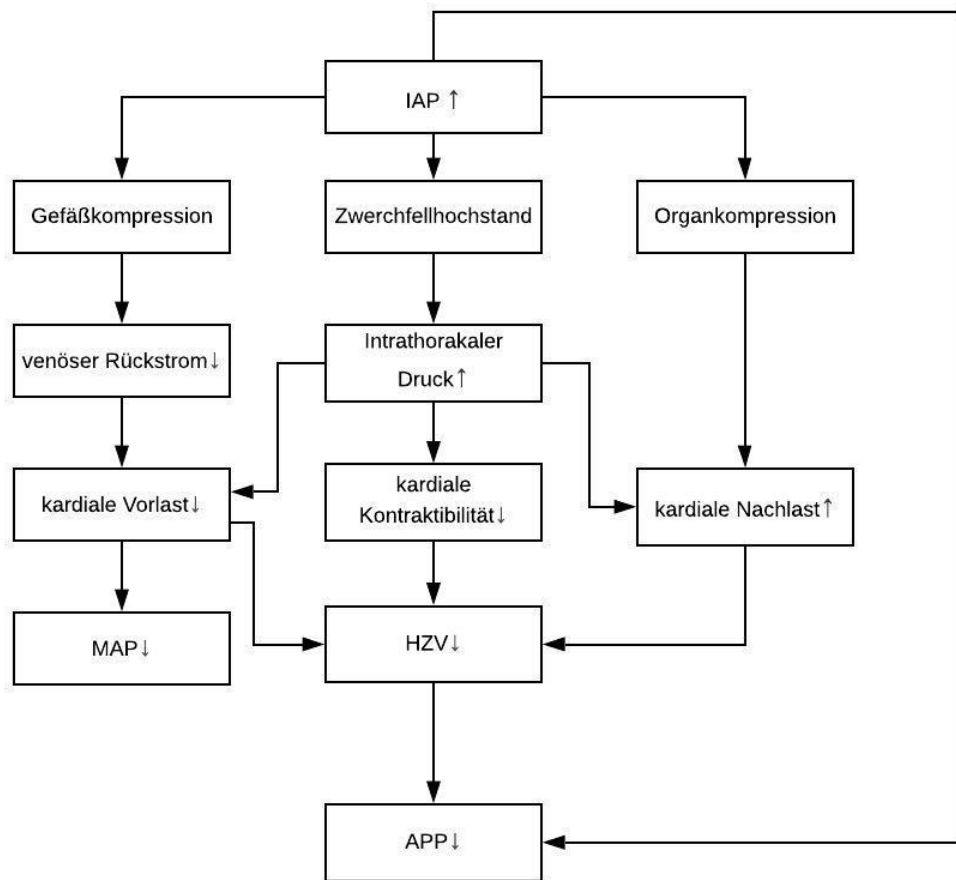 IAP ↑
Gefäßkompression
Zwerchfellhochstand
Organkompression
venöser Rückstrom↓
Intrathorakaler
Druck↑
kardiale Vorlast↓
kardiale
Kontraktibilität↓
kardiale Nachlast↑
MAP↓
HZV↓
APP↓